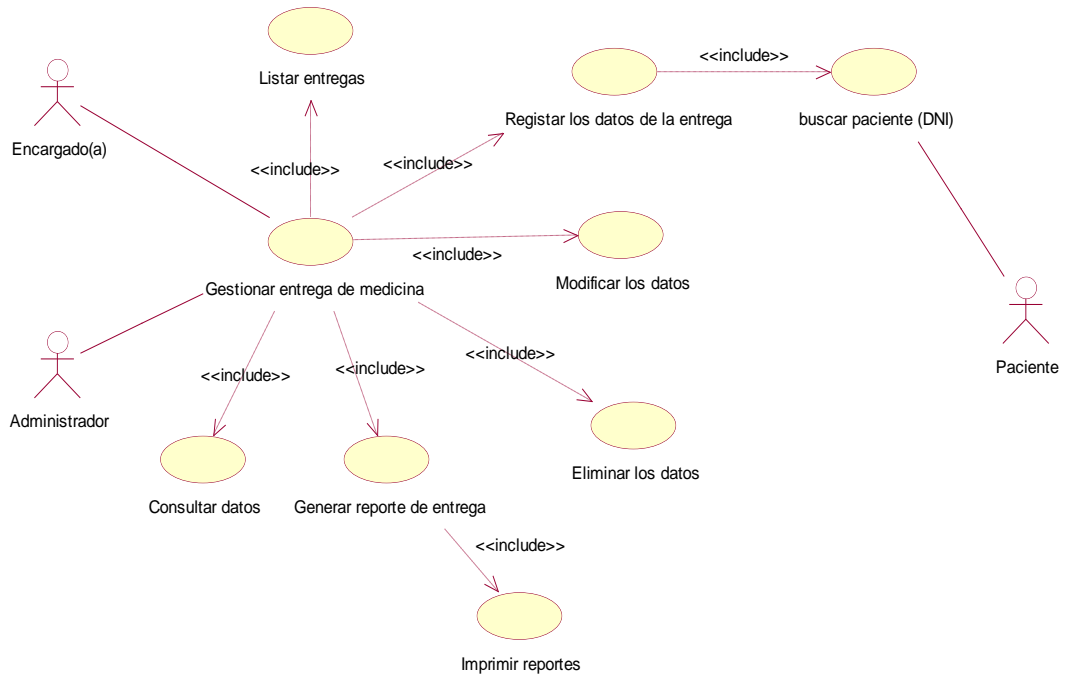 Listar entregas
<<include>>
Registar los datos de la entrega
buscar paciente (DNI)
Encargado(a)
<<include>>
<<include>>
<<include>>
Modificar los datos
Gestionar entrega de medicina
Paciente
Administrador
<<include>>
<<include>>
<<include>>
Eliminar los datos
Consultar datos
Generar reporte de entrega
<<include>>
Imprimir reportes